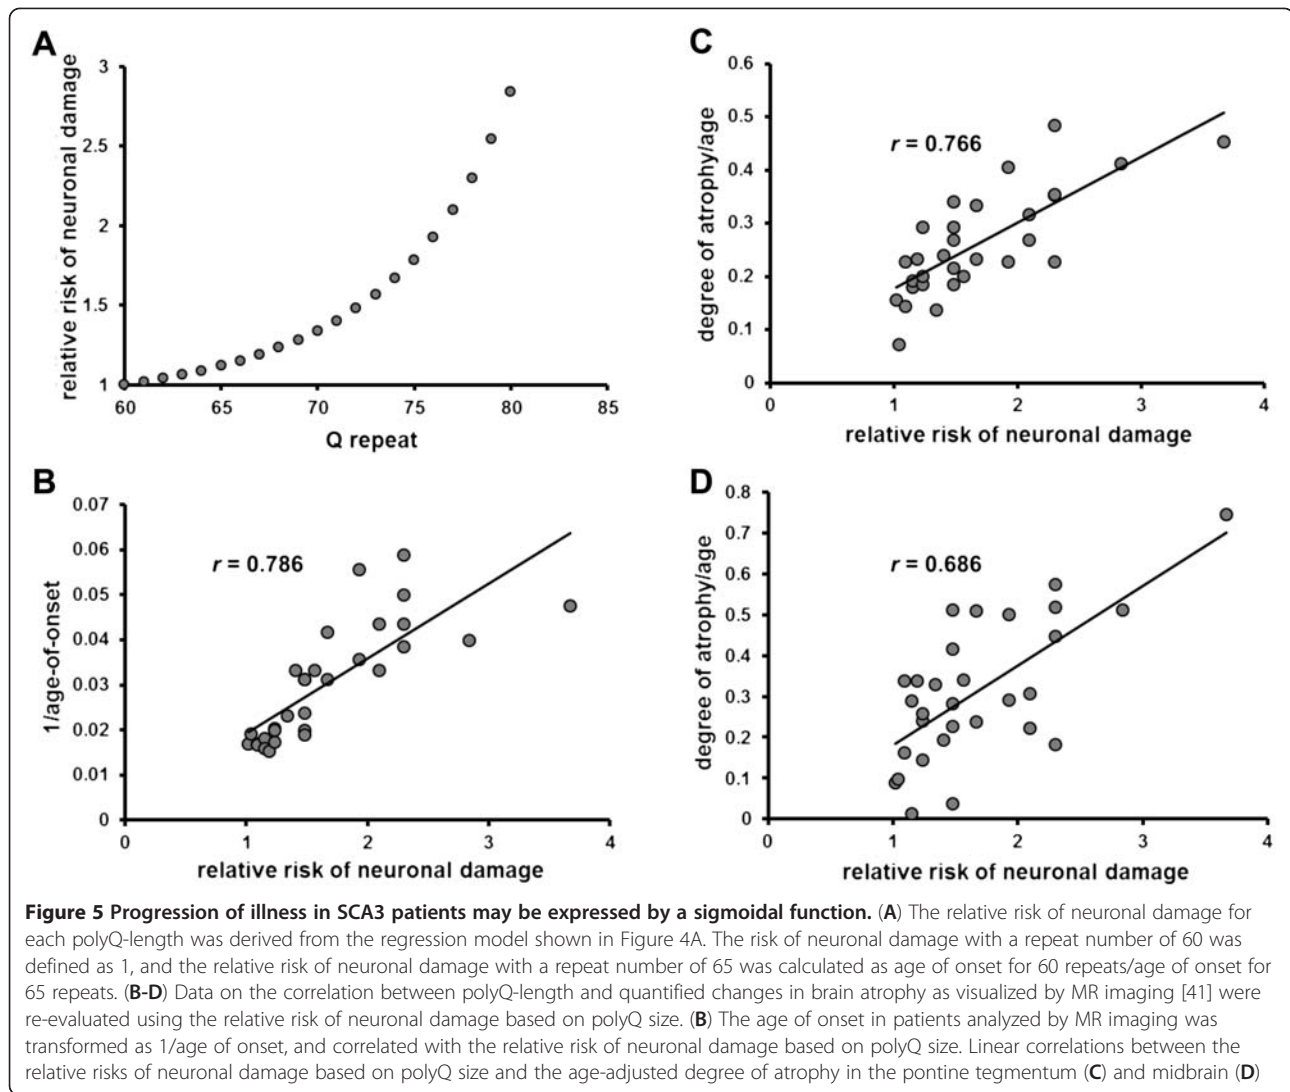 A
relative risk of neuronal damage
3
2.5
2
1.5
1
60 65 70 75 80 85
Q repeat
B
1/age-of-onset
0.07
0.06
0.05
0.04
0.03
0.02
0.01
0
r = 0.786
0 1 2 3 4
relative risk of neuronal damage
C
degree of atrophy/age
0.6
0.5
0.4
0.3
0.2
0.1
0
r = 0.766
0 1 2 3 4
relative risk of neuronal damage
D
degree of atrophy/age
0.8
0.7
0.6
0.5
0.4
0.3
0.2
0.1
0
r = 0.686
0 1 2 3 4
relative risk of neuronal damage
Figure 5 Progression of illness in SCA3 patients may be expressed by a sigmoidal function. (A) The relative risk of neuronal damage for
each polyQ-length was derived from the regression model shown in Figure 4A. The risk of neuronal damage with a repeat number of 60 was
defined as 1, and the relative risk of neuronal damage with a repeat number of 65 was calculated as age of onset for 60 repeats/age of onset for
65 repeats. (B-D) Data on the correlation between polyQ-length and quantified changes in brain atrophy as visualized by MR imaging [41] were
re-evaluated using the relative risk of neuronal damage based on polyQ size. (B) The age of onset in patients analyzed by MR imaging was
transformed as 1/age of onset, and correlated with the relative risk of neuronal damage based on polyQ size. Linear correlations between the
relative risks of neuronal damage based on polyQ size and the age-adjusted degree of atrophy in the pontine tegmentum (C) and midbrain (D)